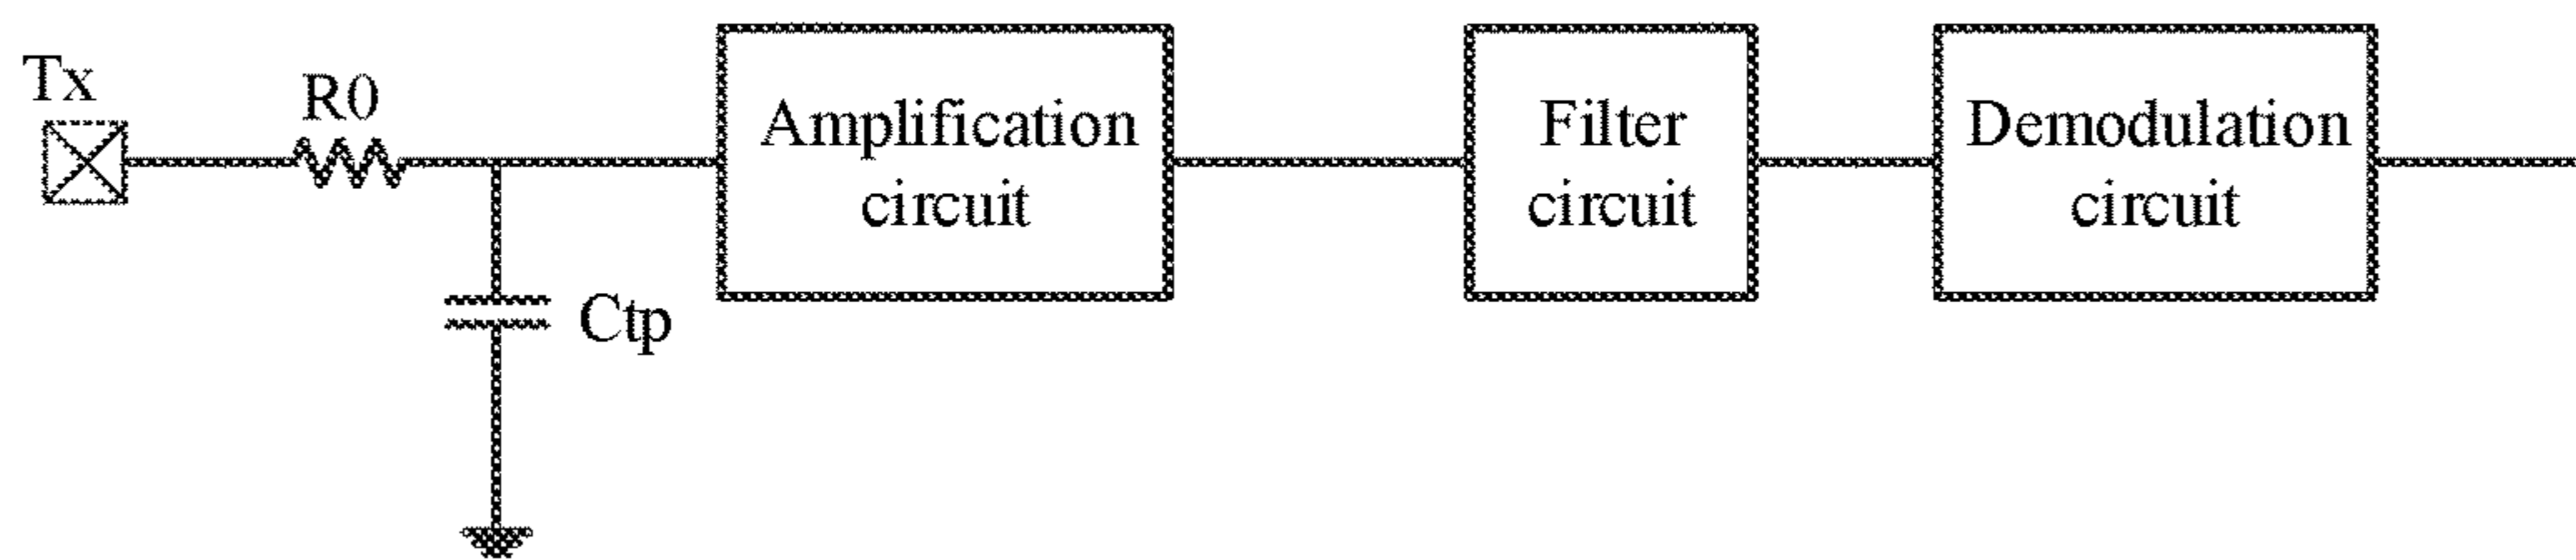 Tx
R0
Amplification
circuit
Filter
circuit
Demodulation
circuit
Ctp